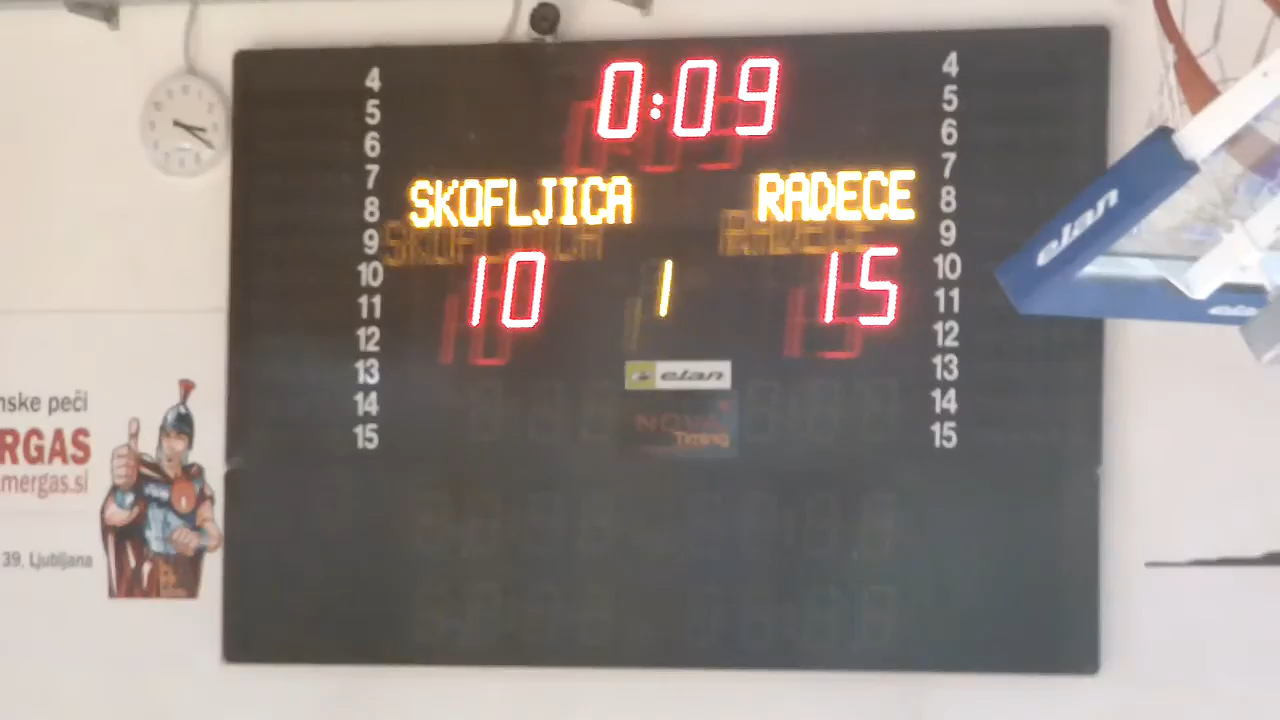 0:09
SKOFLJICA RADECE
10 1 15
4 4
5 5
6 6
7 7
8 8
9 9
10 10
11 11
12 12
13 13
14 14
15 15
elan
NOVA
Timing
elan
nske peči
RGAS
mergas.si
39, Ljubljana